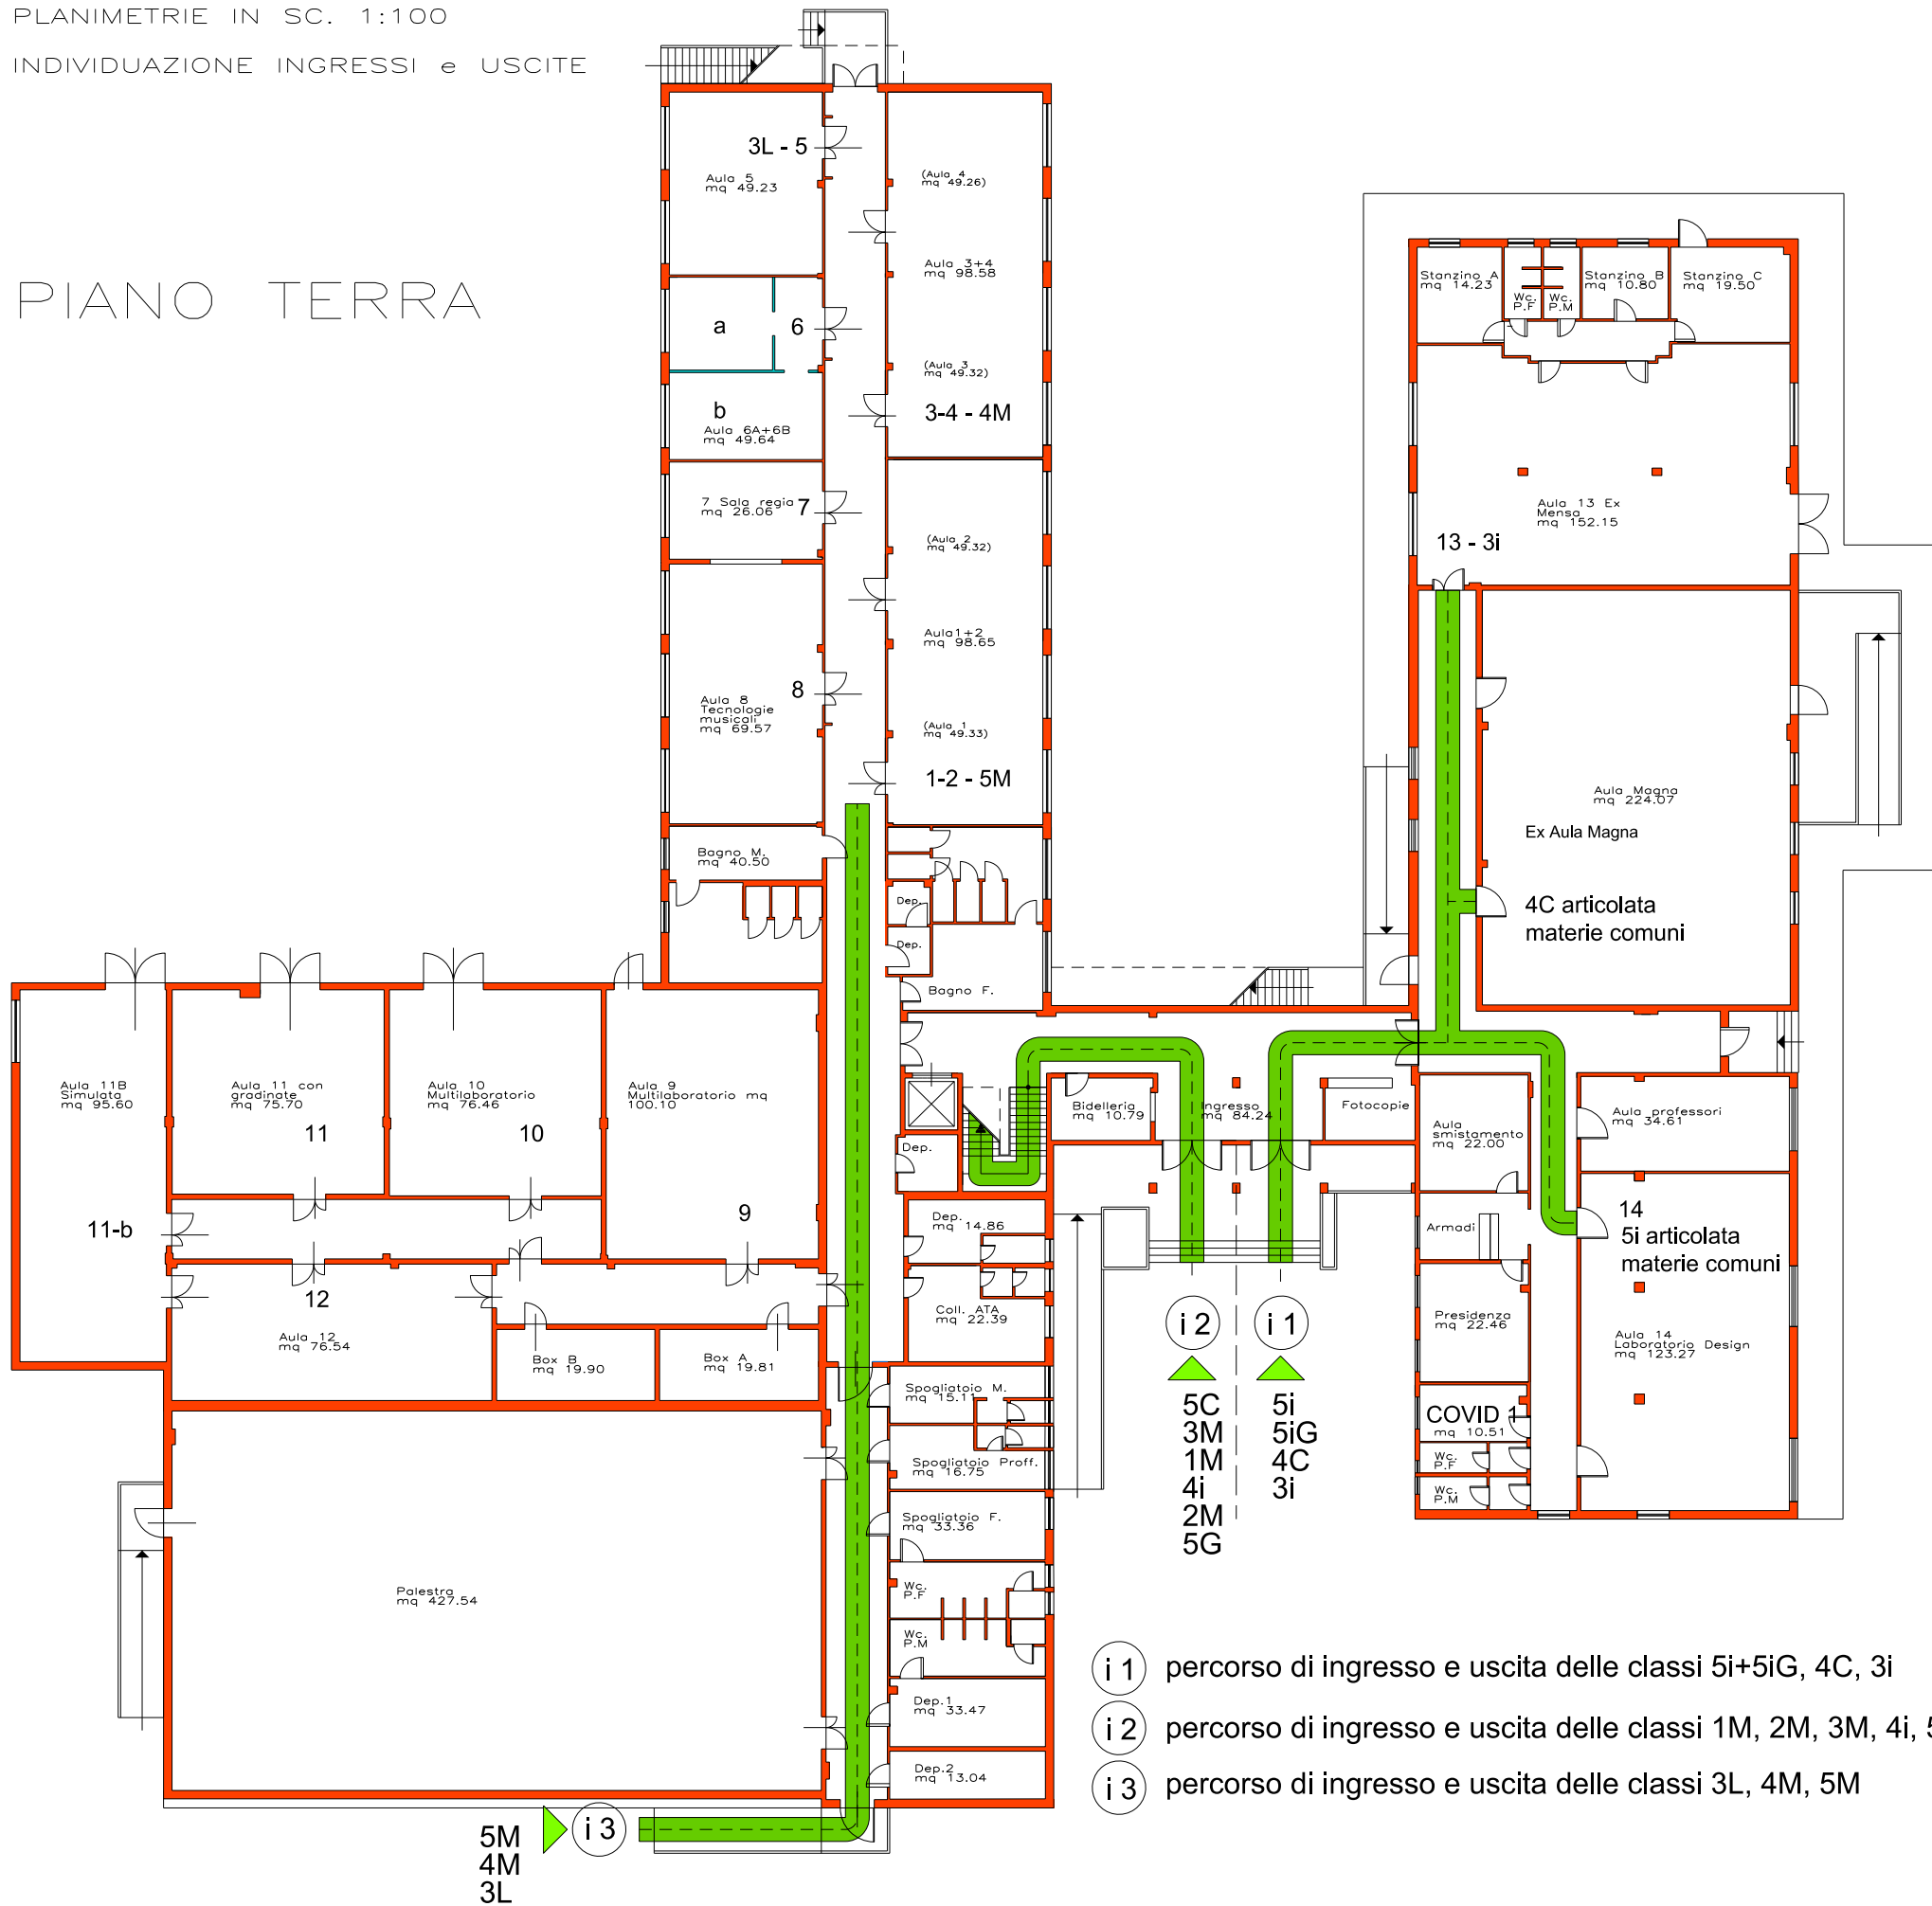 PLANIMETRIE IN SC. 1:100
INDIVIDUAZIONE INGRESSI e USCITE
PIANO TERRA
3L - 5
Aula 5
mq 49.23
(Aula 4
mq 49.26)
Aula 3+4
mq 98.58
a
6
b
Aula 6A+6B
mq 49.64
(Aula 3
mq 49.32)
3-4 - 4M
7 Sala regia
mq 26.06
7
(Aula 2
mq 49.32)
Aula1+2
mq 98.65
8
Aula 8
Tecnologie
musicali
mq 69.57
(Aula 1
mq 49.33)
1-2 - 5M
Bagno M.
mq 40.50
Dep.
Dep.
Bagno F.
Stanzino A
mq 14.23
Wc.
P.F
Wc.
P.M
Stanzino B
mq 10.80
Stanzino C
mq 19.50
Aula 13 Ex
Mensa
mq 152.15
13 - 3i
Aula Magna
mq 224.07
Ex Aula Magna
4C articolata
materie comuni
Aula 11B
Simulata
mq 95.60
Aula 11 con
gradinate
mq 75.70
11
Aula 10
Multilaboratorio
mq 76.46
10
Aula 9
Multilaboratorio mq
100.10
9
11-b
12
Aula 12
mq 76.54
Box B
mq 19.90
Box A
mq 19.81
Dep.
Bidelleria
mq 10.79
Ingresso
mq 84.24
Fotocopie
Aula
smistamento
mq 22.00
Aula professori
mq 34.61
Dep.
mq 14.86
Armadi
14
5i articolata
materie comuni
Coll. ATA
mq 22.39
Presidenza
mq 22.46
Aula 14
Laboratorio Design
mq 123.27
COVID 1
mq 10.51
Wc.
P.F
Wc.
P.M
i 2
i 1
5C
3M
1M
4i
2M
5G
5i
5iG
4C
3i
Spogliatoio M.
mq 15.11
Spogliatoio Proff.
mq 16.75
Spogliatoio F.
mq 33.36
Wc.
P.F
Wc.
P.M
Dep.1
mq 33.47
Dep.2
mq 13.04
Palestra
mq 427.54
i 1 percorso di ingresso e uscita delle classi 5i+5iG, 4C, 3i
i 2 percorso di ingresso e uscita delle classi 1M, 2M, 3M, 4i,
i 3 percorso di ingresso e uscita delle classi 3L, 4M, 5M
i 3
5M
4M
3L